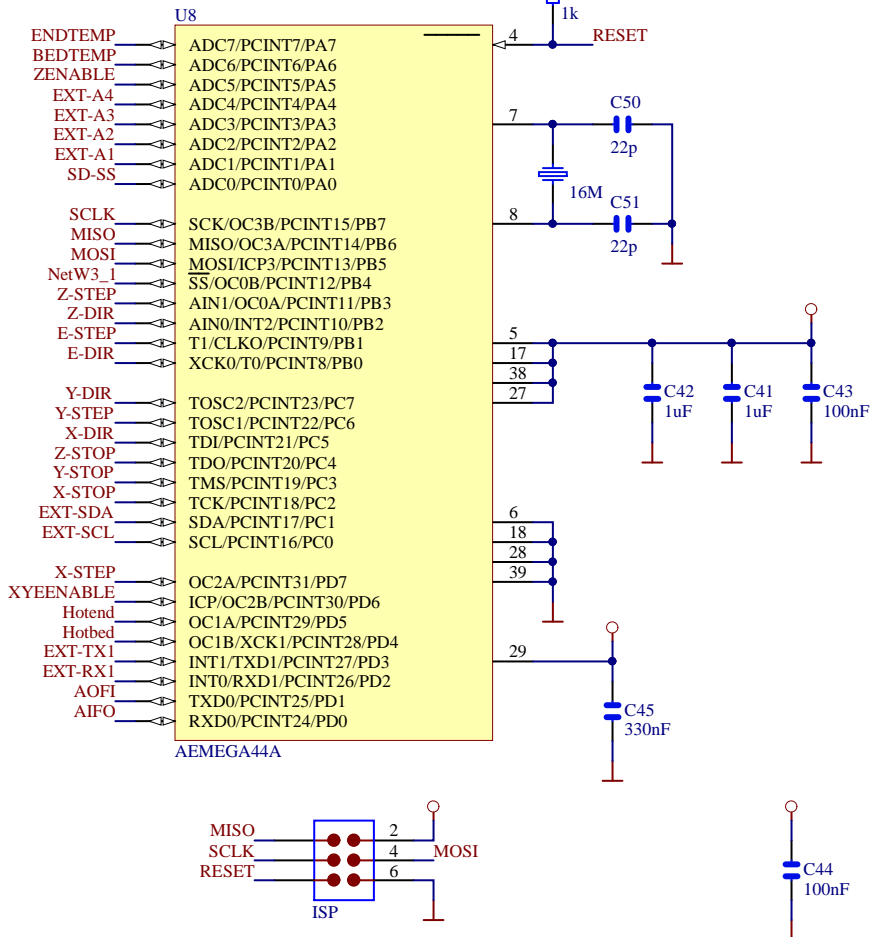 U8
1k
ENDTEMP ADC7/PCINT7/PA7 4 RESET
BEDTEMP ADC6/PCINT6/PA6
ZENABLE ADC5/PCINT5/PA5
EXT-A4 ADC4/PCINT4/PA4
EXT-A3 ADC3/PCINT3/PA3 7 C50
EXT-A2 ADC2/PCINT2/PA2 22p
EXT-A1 ADC1/PCINT1/PA1
SD-SS ADC0/PCINT0/PA0 16M
C51
SCLK SCK/OC3B/PCINT15/PB7 8
22p
MISO MISO/OC3A/PCINT14/PB6
MOSI MOSI/ICP3/PCINT13/PB5
NetW3_1 SS/OC0B/PCINT12/PB4
Z-STEP AIN1/OC0A/PCINT11/PB3
Z-DIR AIN0/INT2/PCINT10/PB2
E-STEP T1/CLKO/PCINT9/PB1 5
E-DIR XCK0/T0/PCINT8/PB0 17
38
Y-DIR TOSC2/PCINT23/PC7 27
C42 C41 C43
1uF 1uF 100nF
Y-STEP TOSC1/PCINT22/PC6
X-DIR TDI/PCINT21/PC5
Z-STOP TDO/PCINT20/PC4
Y-STOP TMS/PCINT19/PC3
X-STOP TCK/PCINT18/PC2
EXT-SDA SDA/PCINT17/PC1 6
EXT-SCL SCL/PCINT16/PC0 18
28
X-STEP OC2A/PCINT31/PD7 39
XYEENABLE ICP/OC2B/PCINT30/PD6
Hotend OC1A/PCINT29/PD5
Hotbed OC1B/XCK1/PCINT28/PD4
EXT-TX1 INT1/TXD1/PCINT27/PD3 29
EXT-RX1 INT0/RXD1/PCINT26/PD2
AOFI TXD0/PCINT25/PD1
C45
AIFO RXD0/PCINT24/PD0
330nF
AEMEGA44A
MISO 2
SCLK 4 MOSI
RESET 6
ISP
C44
100nF